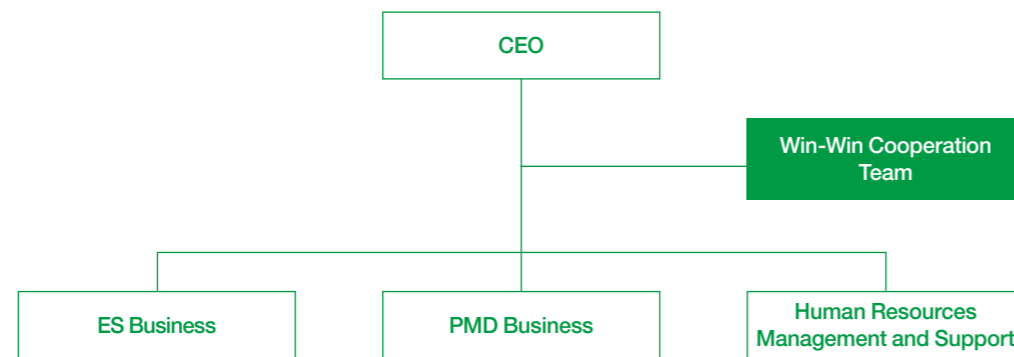 CEO
Win-Win Cooperation
Team
ES Business
PMD Business
Human Resources
Management and Support